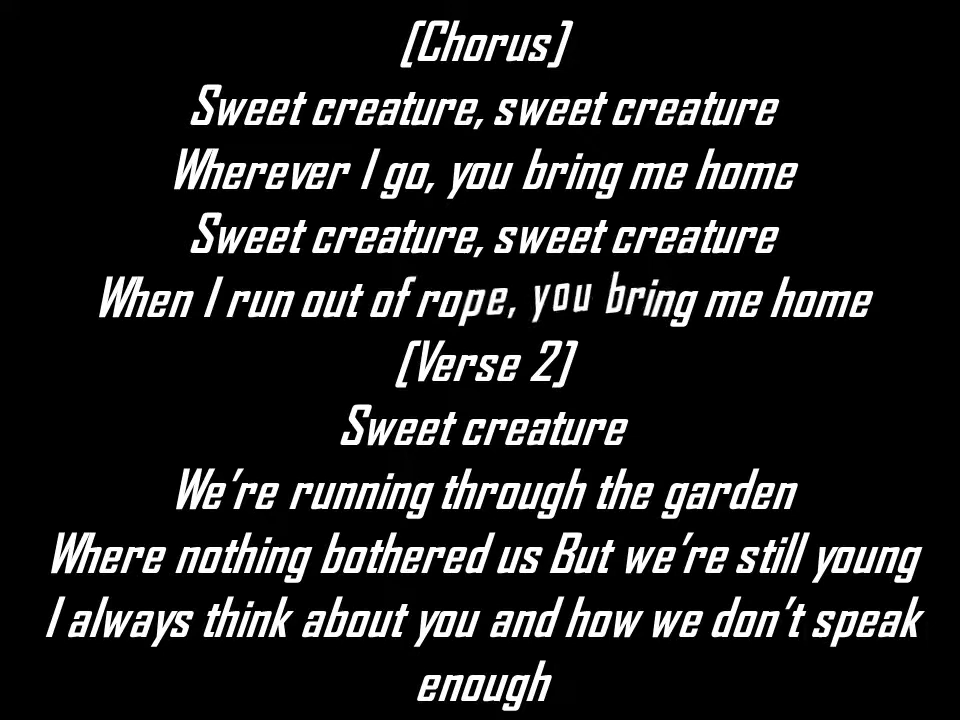 [Chorus]
Sweet creature, sweet creature
Wherever I go, you bring me home
Sweet creature, sweet creature
When I run out of rope, you bring me home
[Verse 2]
Sweet creature
We're running through the garden
Where nothing bothered us But we're still young
I always think about you and how we don't speak
enough